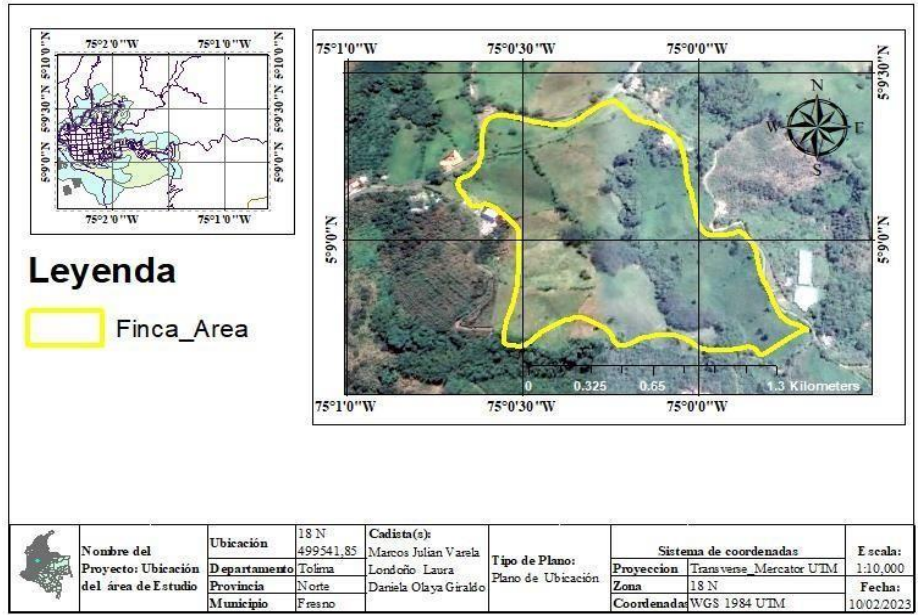 75°2'0"W 75°1'0"W
5°10'0"N
5°9'30"N
5°9'0"N
5°10'0"N
5°9'30"N
5°9'0"N
75°2'0"W 75°1'0"W
75°1'0"W 75°0'30"W 75°0'0"W
5°9'30"N
5°9'0"N
5°9'0"N
N
W E
S
0 0.325 0.65 1.3 Kilometers
75°1'0"W 75°0'30"W 75°0'0"W
Leyenda
Finca_Area
Nombre del
Proyecto: Ubicación
del área de Estudio
Ubicación
18 N
499541,85
Departamento Tolima
Provincia Norte
Municipio Fresno
Cadista(s):
Marcos Julian Varela
Londoño Laura
Daniela Olaya Giraldo
Tipo de Plano:
Plano de Ubicación
Sistema de coordenadas
Proyeccion Transverse_Mercator UTM
Zona 18 N
Coordenadas WGS 1984 UTM
Escala:
1:10,000
Fecha:
10/02/2023